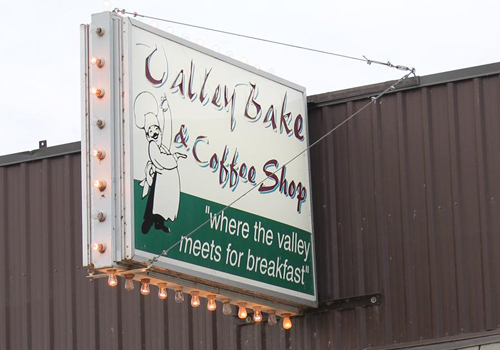 Valley Bake
& Coffee Shop
"where the valley
meets for breakfast"